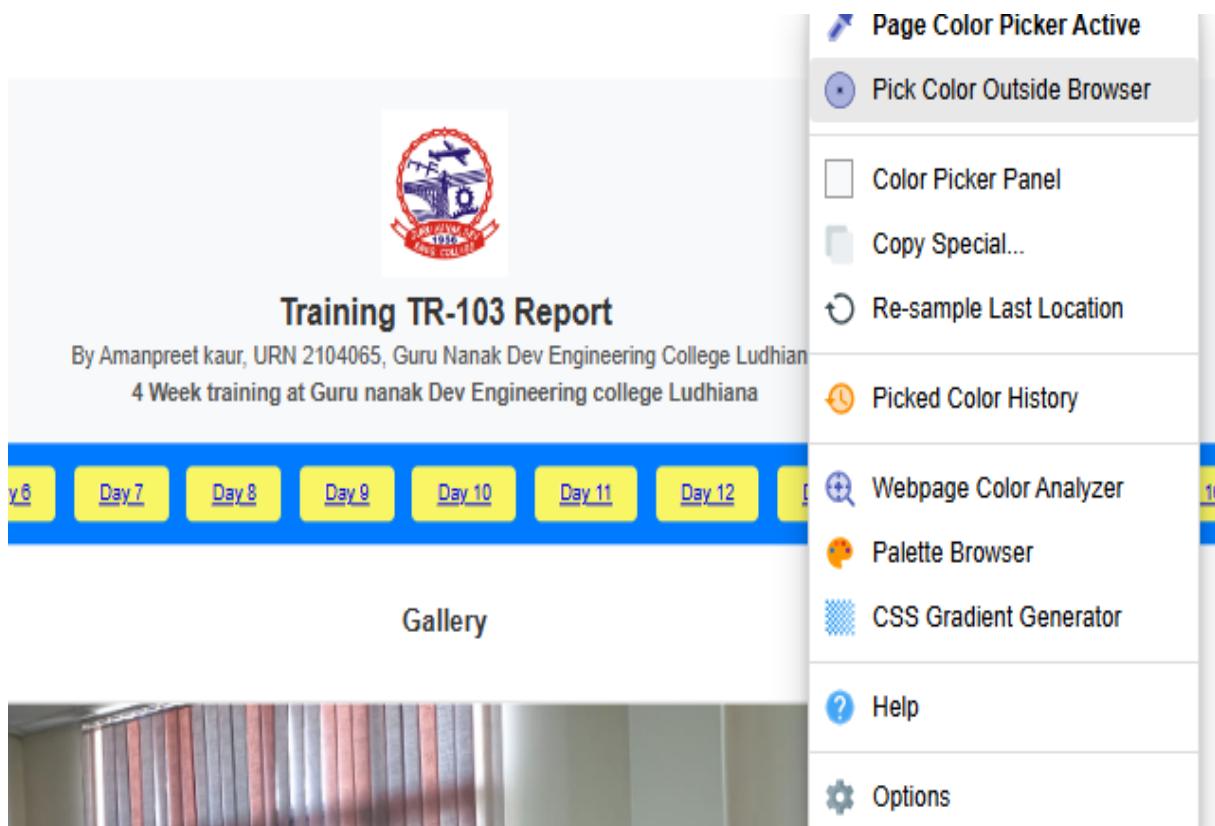 Page Color Picker Active
Pick Color Outside Browser
Color Picker Panel
Copy Special...
Re-sample Last Location
Picked Color History
Webpage Color Analyzer
Palette Browser
CSS Gradient Generator
Help
Options
1956
Training TR-103 Report
By Amanpreet kaur, URN 2104065, Guru Nanak Dev Engineering College Ludhian
4 Week training at Guru nanak Dev Engineering college Ludhiana
y 6 Day 7 Day 8 Day 9 Day 10 Day 11 Day 12
Gallery